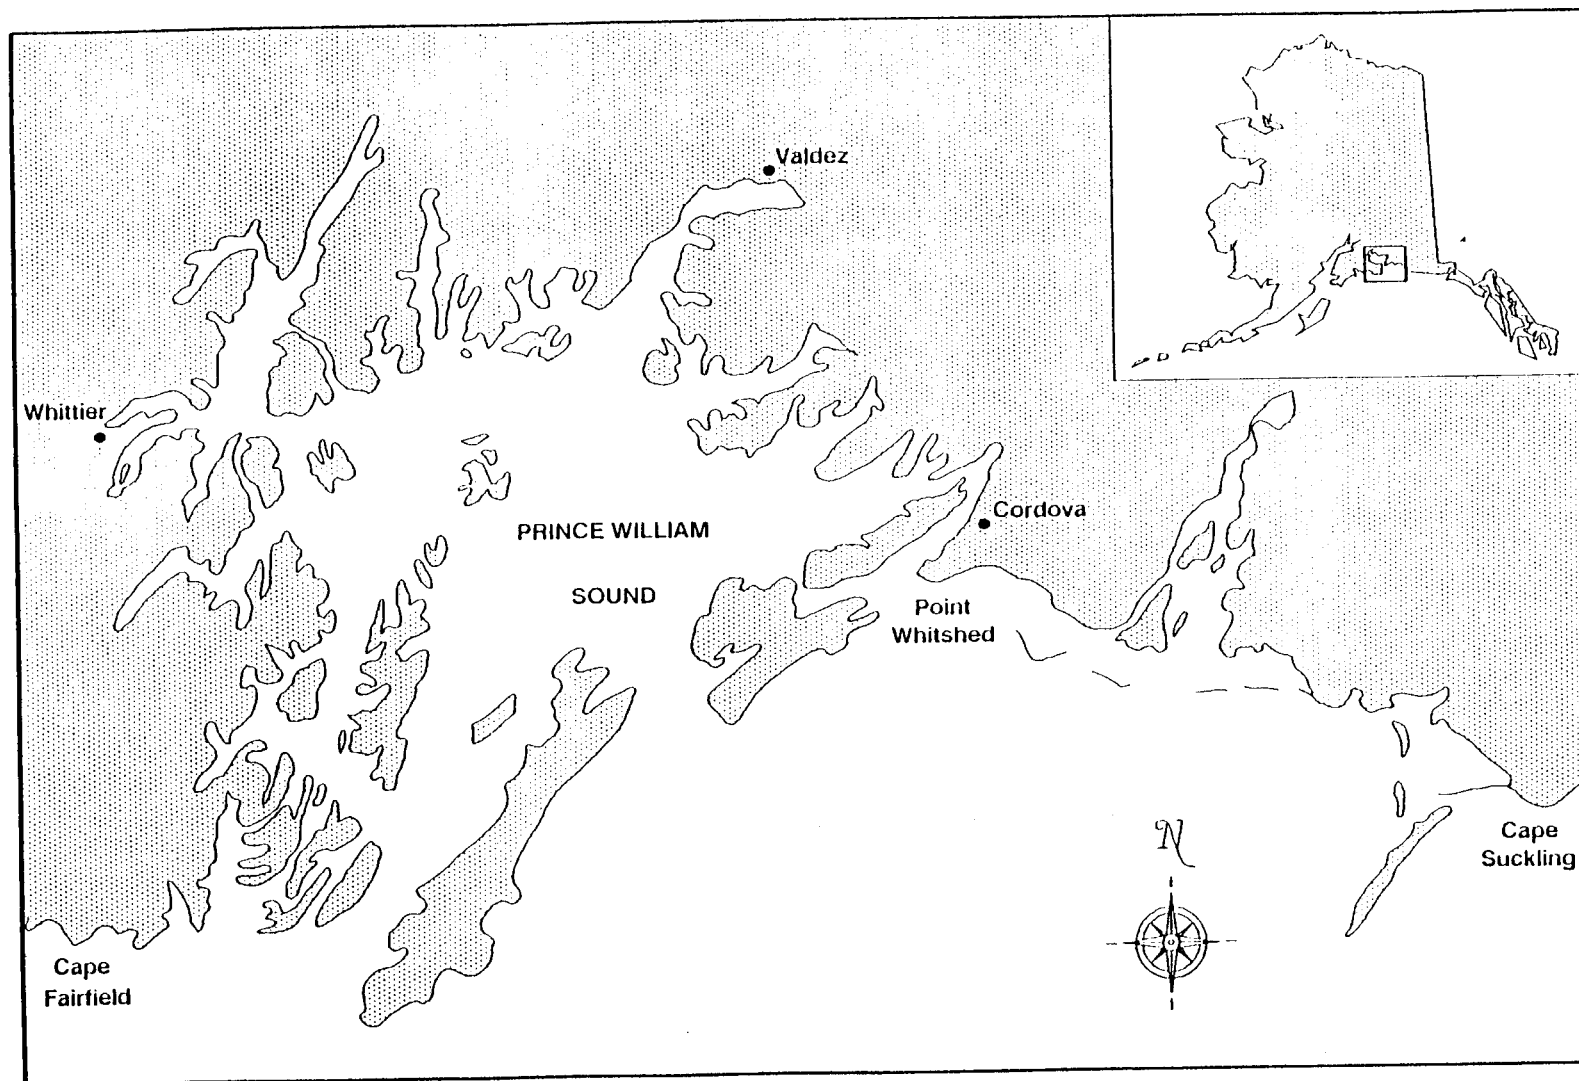 Valdez
Whittier
Cordova
PRINCE WILLIAM
SOUND
Point
Whitshed
N
Cape
Suckling
Cape
Fairfield